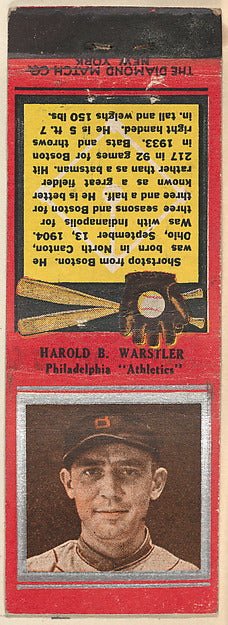 Shortstop from Boston. He
was born in North Canton,
Ohio, September 13, 1904.
Was with Indianapolis for
three seasons and Boston for
three and a half. He is better
known as a great fielder
rather than as a batsman. Hit
217 in 92 games for Boston
in 1933. Bats and throws
right handed. He is 5 ft. 7
in. tall and weighs 150 lbs.
THE DIAMOND MATCH CO.
NEW YORK
HAROLD B. WARSTLER
Philadelphia "Athletics"